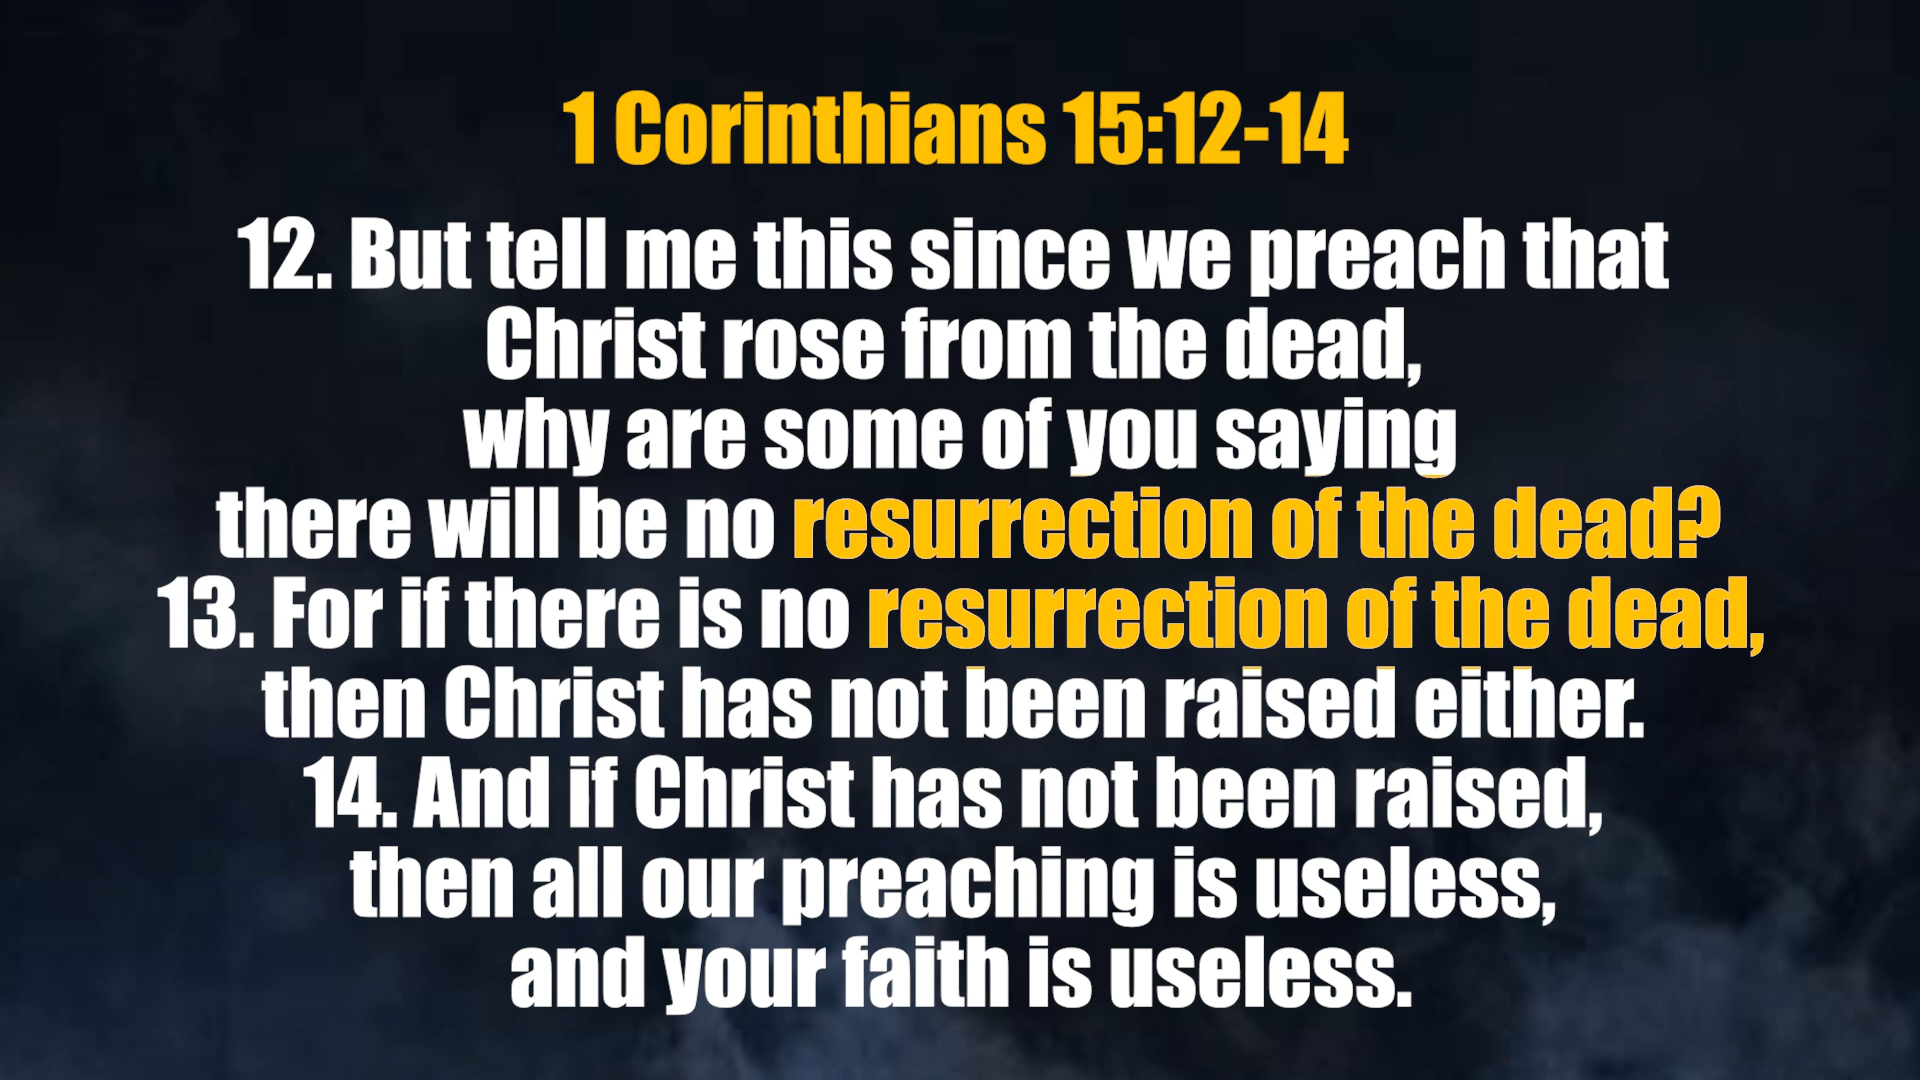 1 Corinthians 15:12-14
12. But tell me this since we preach that
Christ rose from the dead,
why are some of you saying
there will be no resurrection of the dead?
13. For if there is no resurrection of the dead,
then Christ has not been raised either.
14. And if Christ has not been raised,
then all our preaching is useless,
and your faith is useless.